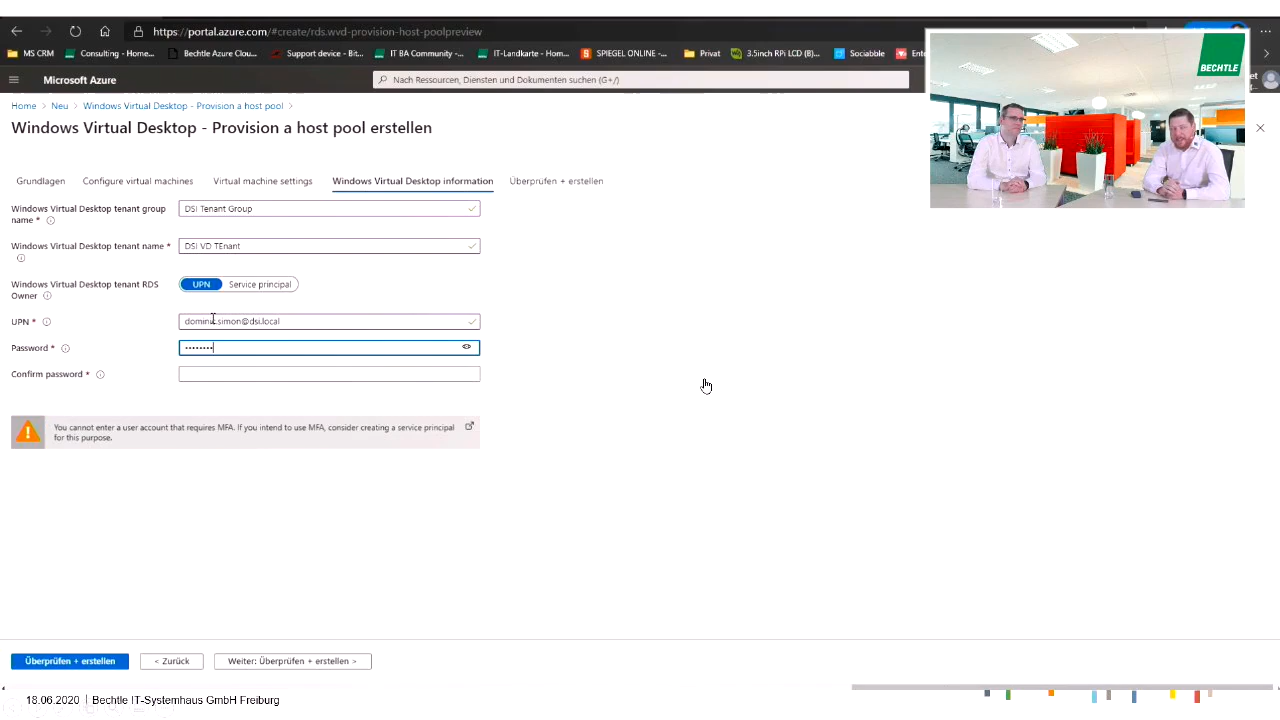 https://portal.azure.com/#create/rds.wvd-provision-host-poolpreview
MS CRM
Consulting - Home...
Bechtle Azure Dash...
Support device - Bit...
IT BA Community -...
IT-Landkarte - Hom...
SPIEGEL ONLINE -...
Privat
3.5inch RPi LCD (B)...
Sociabble
BECHTLE
Microsoft Azure
Nach Ressourcen, Diensten und Dokumenten suchen (G+/)
Home > Neu > Windows Virtual Desktop - Provision a host pool >
Windows Virtual Desktop - Provision a host pool erstellen
Grundlagen
Configure virtual machines
Virtual machine settings
Windows Virtual Desktop information
Überprüfen + erstellen
Windows Virtual Desktop tenant group
name *
DSI Tenant Group
Windows Virtual Desktop tenant name *
DSI VD TEnant
Windows Virtual Desktop tenant RDS
Owner
UPN
Service principal
UPN *
dominic.simon@dsi.local
Password *
Confirm password *
You cannot enter a user account that requires MFA. If you intend to use MFA, consider creating a service principal
for this purpose.
Überprüfen + erstellen
< Zurück
Weiter: Überprüfen + erstellen >
18.06.2020 | Bechtle IT-Systemhaus GmbH Freiburg